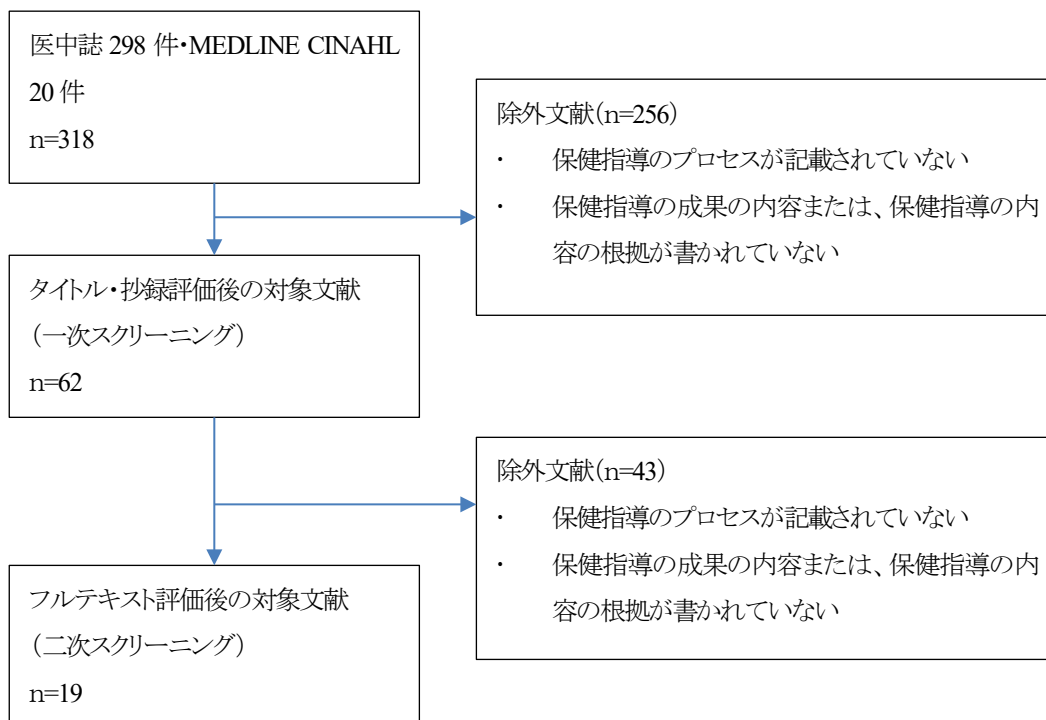 医中誌 298 件・MEDLINE CINAHL
20 件
n=318
除外文献(n=256)
・ 保健指導のプロセスが記載されていない
・ 保健指導の成果の内容または、保健指導の内
容の根拠が書かれていない
タイトル・抄録評価後の対象文献
（一次スクリーニング）
n=62
除外文献(n=43)
・ 保健指導のプロセスが記載されていない
・ 保健指導の成果の内容または、保健指導の内
容の根拠が書かれていない
フルテキスト評価後の対象文献
（二次スクリーニング）
n=19